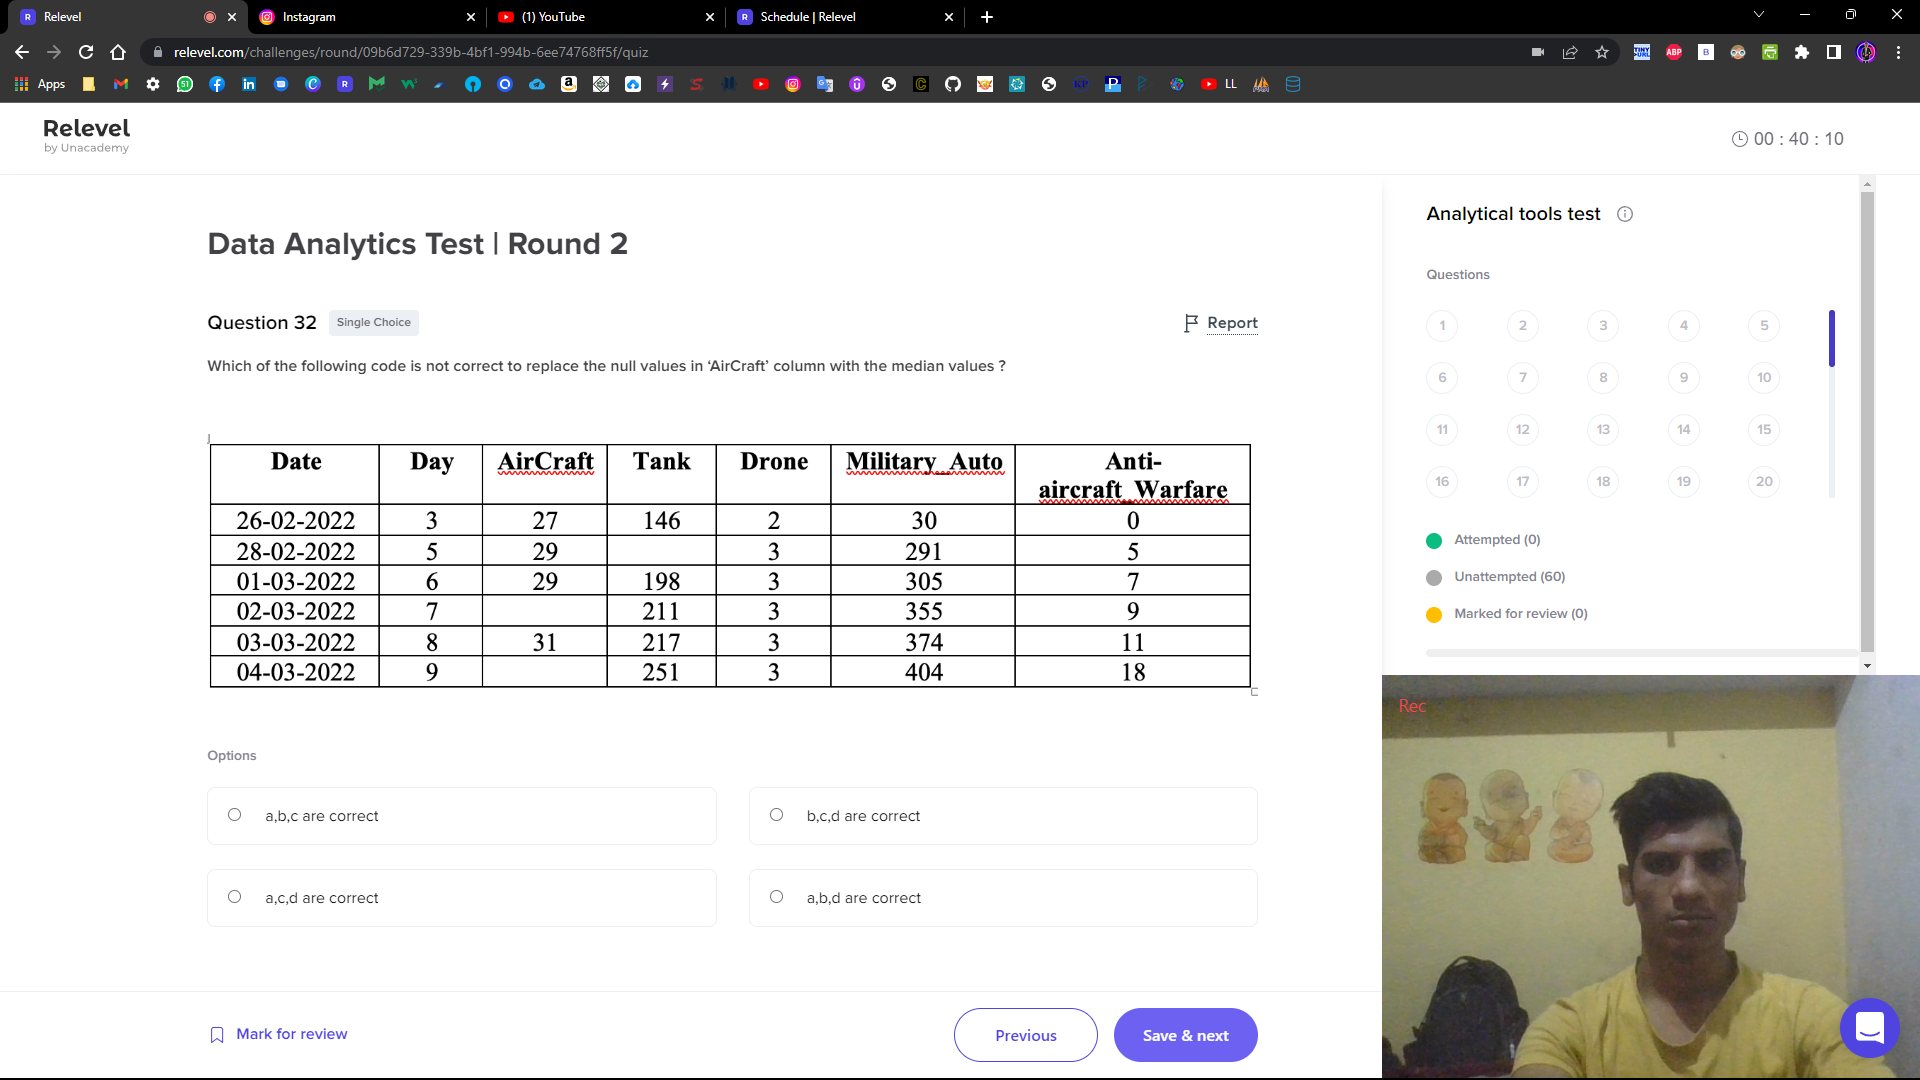 Relevel
Instagram
(1) YouTube
Schedule | Relevel
relevel.com/challenges/round/09b6d729-339b-4bf1-994b-6ee74768ff5f/quiz
Apps
LL
Relevel
by Unacademy
00 : 40 : 10
Data Analytics Test | Round 2
Question 32
Single Choice
Report
Which of the following code is not correct to replace the null values in ‘AirCraft’ column with the median values ?
Date Day AirCraft Tank Drone Military_Auto Anti-
aircraft_Warfare
26-02-2022 3 27 146 2 30 0
28-02-2022 5 29 3 291 5
01-03-2022 6 29 198 3 305 7
02-03-2022 7 211 3 355 9
03-03-2022 8 31 217 3 374 11
04-03-2022 9 251 3 404 18
Options
a,b,c are correct
b,c,d are correct
a,c,d are correct
a,b,d are correct
Mark for review
Previous
Save & next
Analytical tools test
Questions
1 2 3 4 5
6 7 8 9 10
11 12 13 14 15
16 17 18 19 20
Attempted (0)
Unattempted (60)
Marked for review (0)
Rec